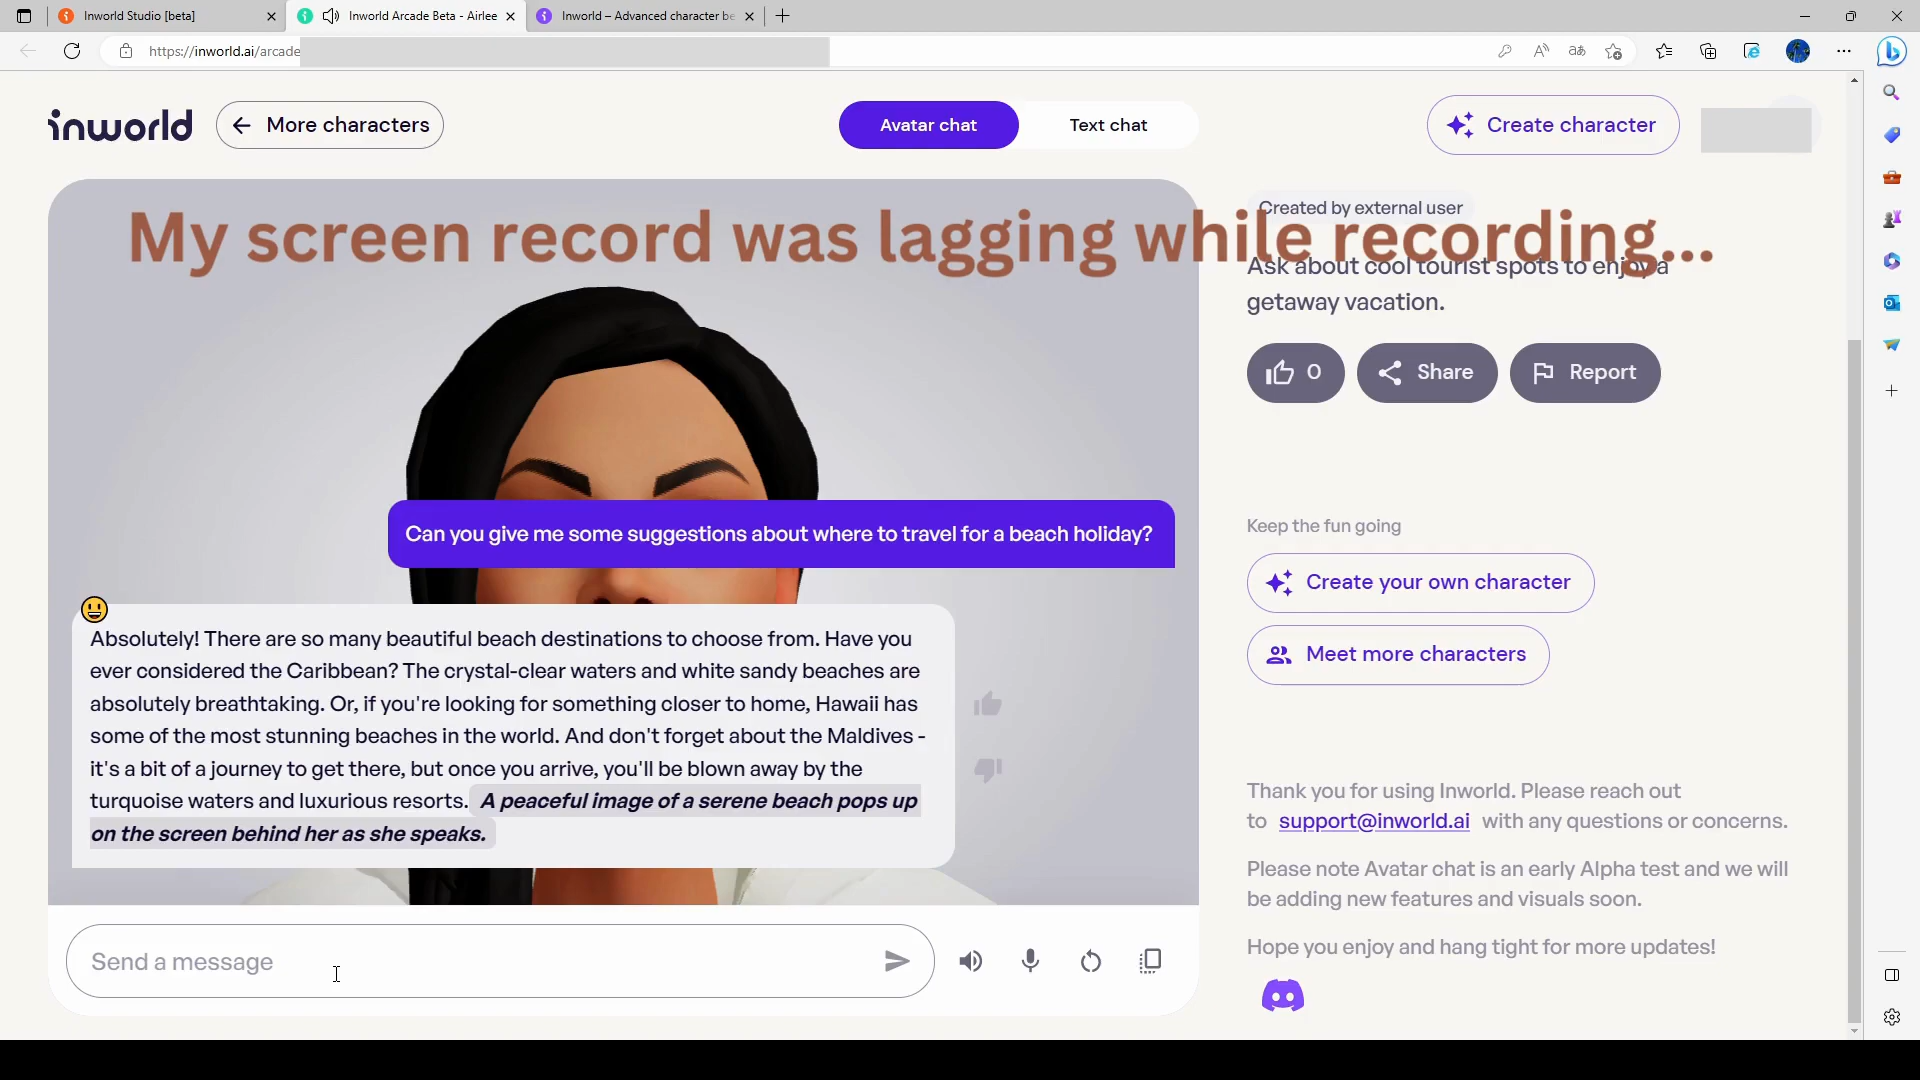 Inworld Studio [beta]
Inworld Arcade Beta - Airlee
Inworld – Advanced character be
https://inworld.ai/arcade
inworld
More characters
Avatar chat
Text chat
Create character
My screen record was lagging while recording...
Created by external user
Ask about cool tourist spots to enjoy a
getaway vacation.
0
Share
Report
Can you give me some suggestions about where to travel for a beach holiday?
Absolutely! There are so many beautiful beach destinations to choose from. Have you
ever considered the Caribbean? The crystal-clear waters and white sandy beaches are
absolutely breathtaking. Or, if you're looking for something closer to home, Hawaii has
some of the most stunning beaches in the world. And don't forget about the Maldives -
it's a bit of a journey to get there, but once you arrive, you'll be blown away by the
turquoise waters and luxurious resorts. A peaceful image of a serene beach pops up
on the screen behind her as she speaks.
Send a message
Keep the fun going
Create your own character
Meet more characters
Thank you for using Inworld. Please reach out
to support@inworld.ai with any questions or concerns.
Please note Avatar chat is an early Alpha test and we will
be adding new features and visuals soon.
Hope you enjoy and hang tight for more updates!